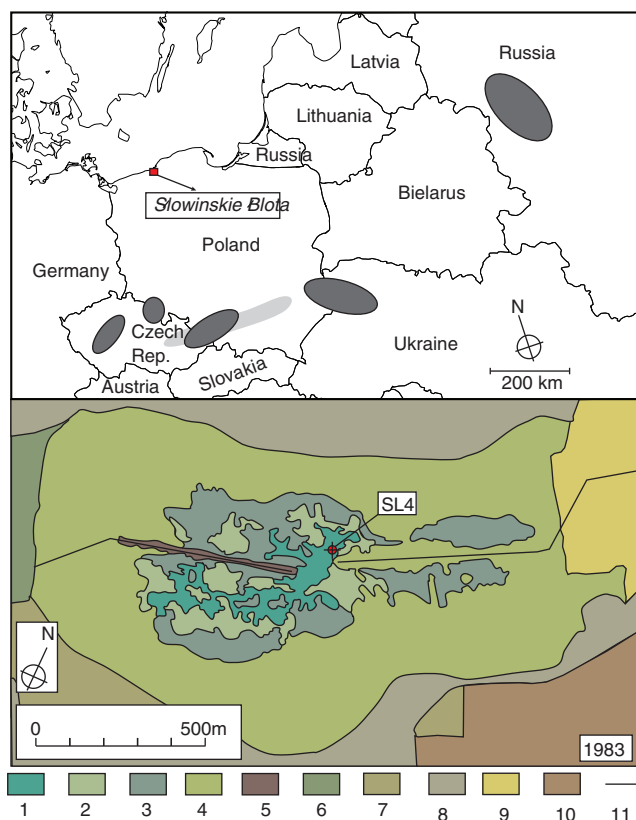 Russia
Latvia
Lithuania
Russia
Słowinskie Błota
Bielarus
Poland
Germany
Czech
Rep.
Ukraine
N
Slovakia
Austria
200 km
SL4
N
0 500m
1983
1 2 3 4 5 6 7 8 9 10 11